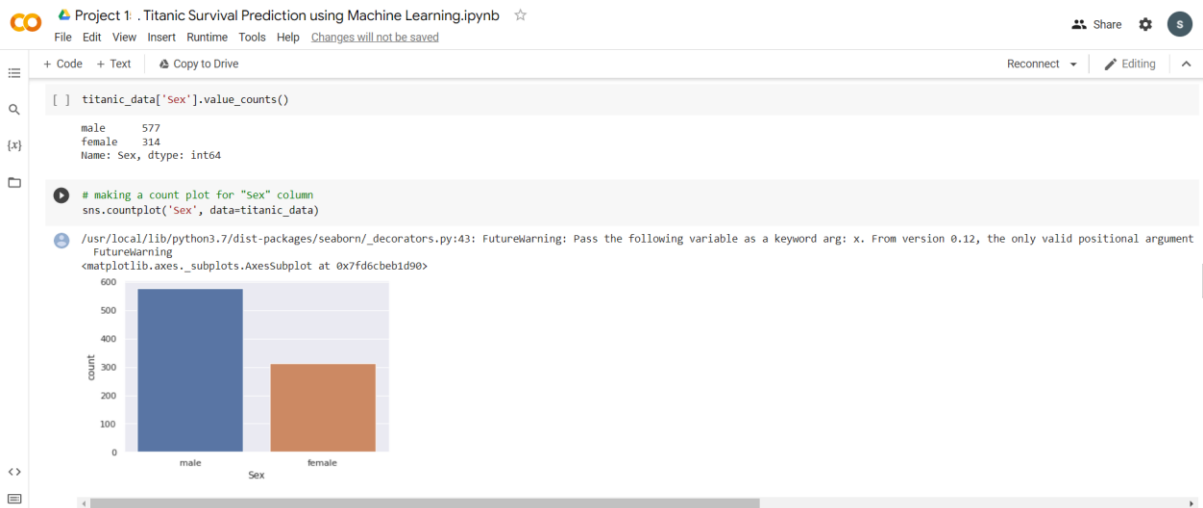 Project 1: . Titanic Survival Prediction using Machine Learning.ipynb
Share
S
File Edit View Insert Runtime Tools Help Changes will not be saved
+ Code + Text Copy to Drive
Reconnect
Editing
[ ] titanic_data['Sex'].value_counts()
male 577
female 314
Name: Sex, dtype: int64
{x}
# making a count plot for "Sex" column
sns.countplot('Sex', data=titanic_data)
/usr/local/lib/python3.7/dist-packages/seaborn/_decorators.py:43: FutureWarning: Pass the following variable as a keyword arg: x. From version 0.12, the only valid positional argument
FutureWarning
<matplotlib.axes._subplots.AxesSubplot at 0x7fd6cbeb1d90>
600
500
400
300
200
100
0
count
male female
Sex
<>